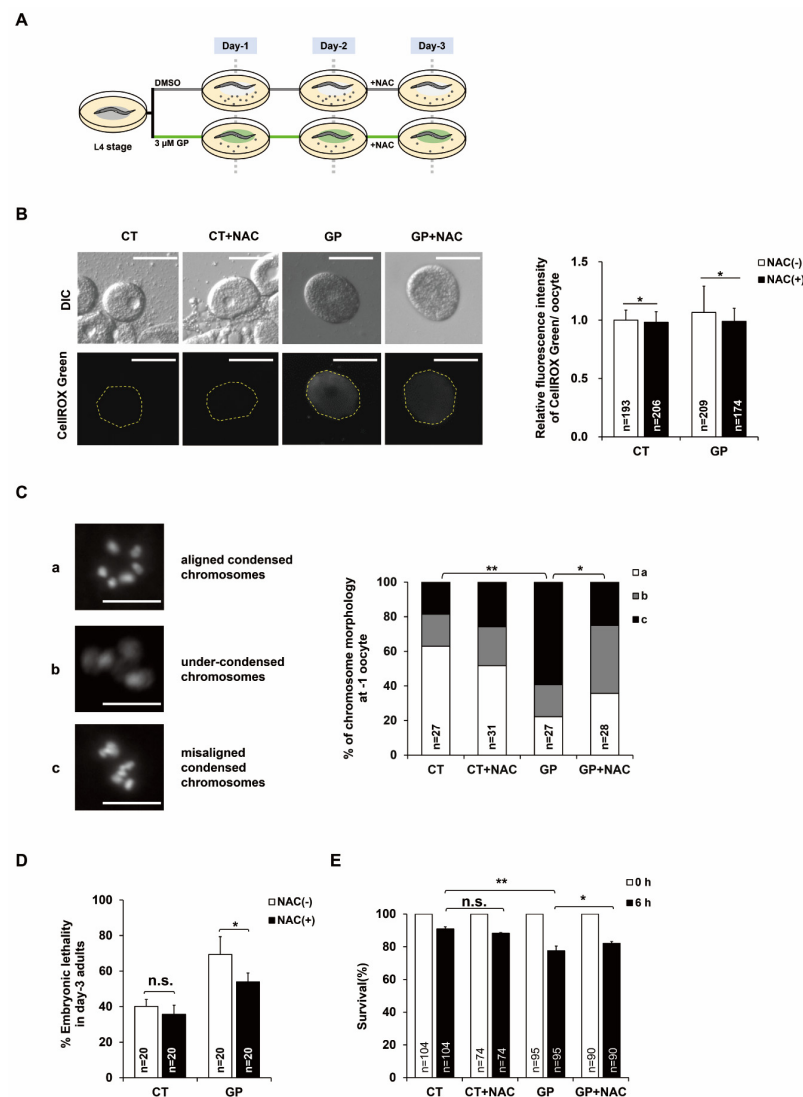 A
Day-1
Day-2
Day-3
DMSO
+NAC
L4 stage
3 µM GP
+NAC
B
CT
CT+NAC
GP
GP+NAC
DIC
CellROX Green
Relative fluorescence intensity
of CellROX Green/ oocyte
1.5
1.0
0.5
0.0
*
*
NAC(-)
NAC(+)
n=193
n=206
n=209
n=174
CT
GP
C
a
aligned condensed
chromosomes
b
under-condensed
chromosomes
c
misaligned
condensed
chromosomes
% of chromosome morphology
at -1 oocyte
100
80
60
40
20
0
**
*
a
b
c
n=27
n=31
n=27
n=28
CT
CT+NAC
GP
GP+NAC
D
% Embryonic lethality
in day-3 adults
100
80
60
40
20
0
n.s.
*
NAC(-)
NAC(+)
n=20
n=20
n=20
n=20
CT
GP
E
Survival(%)
100
80
60
40
20
0
**
n.s.
*
0 h
6 h
n=104
n=104
n=74
n=74
n=95
n=95
n=90
n=90
CT
CT+NAC
GP
GP+NAC